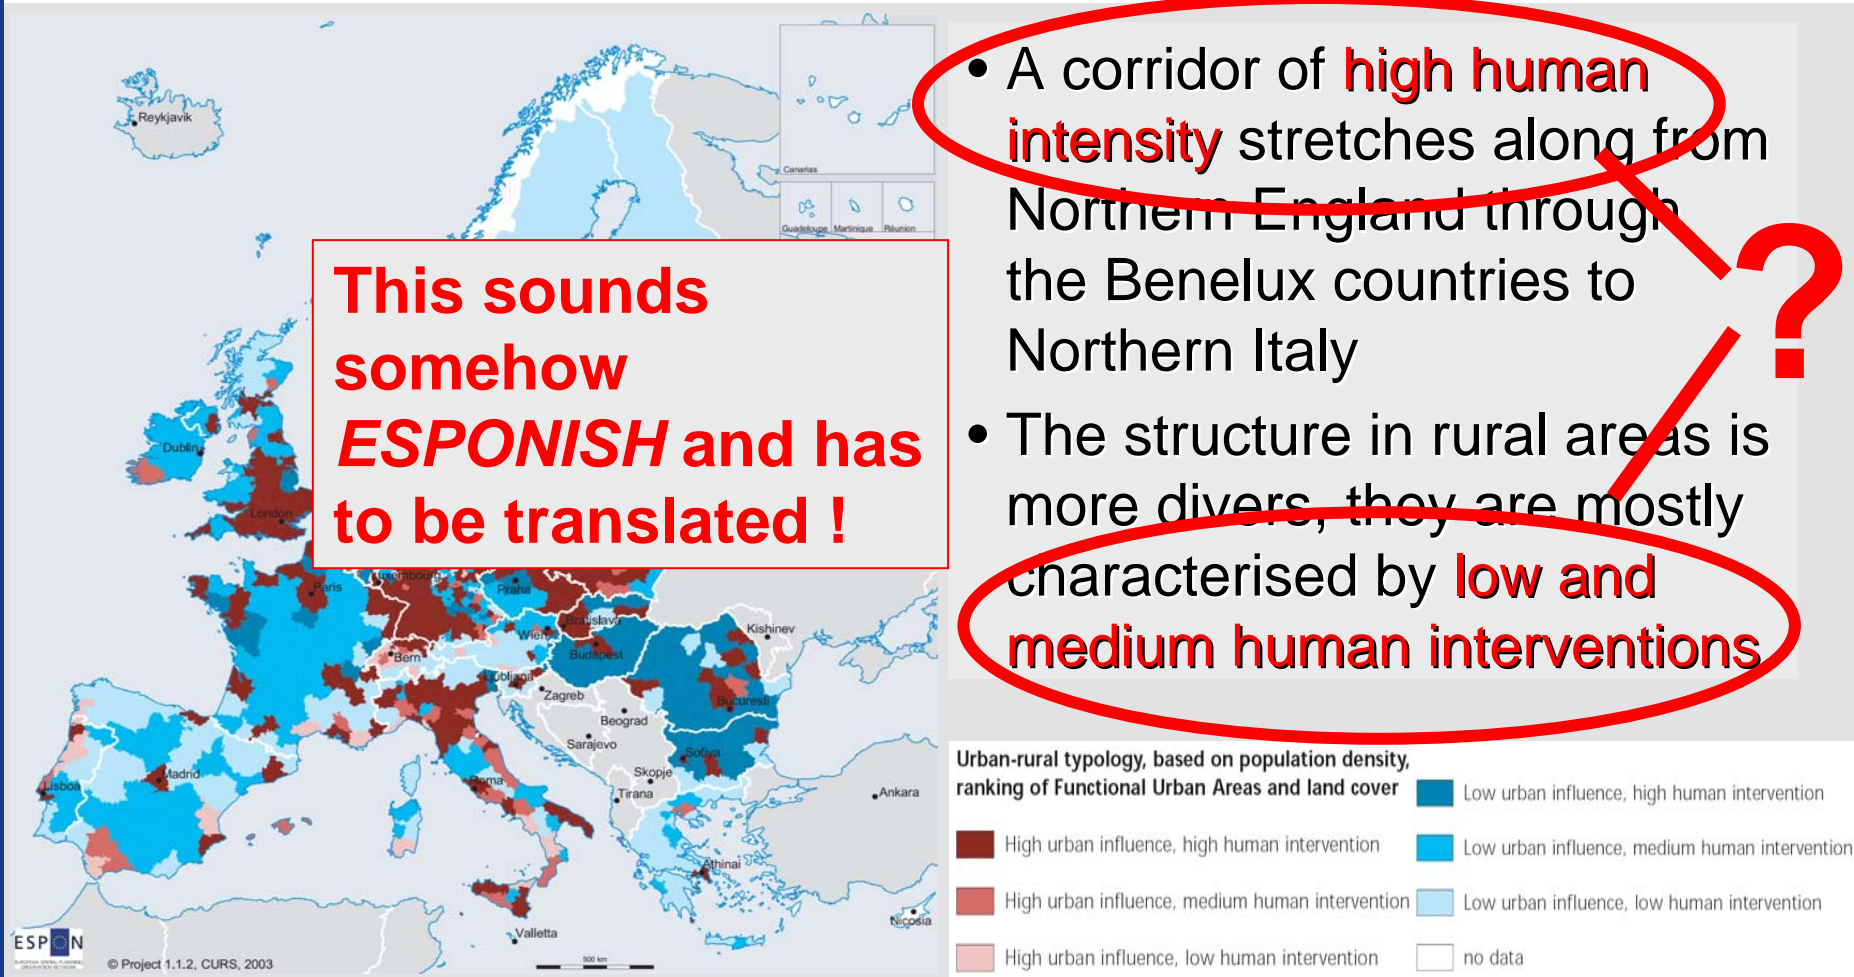 Reykjavik
Canarias
Guadeloupe Martinique Réunion
This sounds
somehow
ESPONISH and has
to be translated !
Dublin
London
Paris
Luxembourg
Praha
Wien
Bratislava
Budapest
Kishinev
Bern
Ljubljana
Zagreb
Beograd
Bucuresti
Sarajevo
Sofiya
Skopje
Tirana
Ankara
Madrid
Lisboa
Roma
Athinai
Nicosia
Valletta
500 km
ESPON
© Project 1.1.2, CURS, 2003
• A corridor of high human
intensity stretches along from
Northern England through
the Benelux countries to
Northern Italy
• The structure in rural areas is
more divers, they are mostly
characterised by low and
medium human interventions
?
Urban-rural typology, based on population density,
ranking of Functional Urban Areas and land cover
High urban influence, high human intervention
High urban influence, medium human intervention
High urban influence, low human intervention
Low urban influence, high human intervention
Low urban influence, medium human intervention
Low urban influence, low human intervention
no data